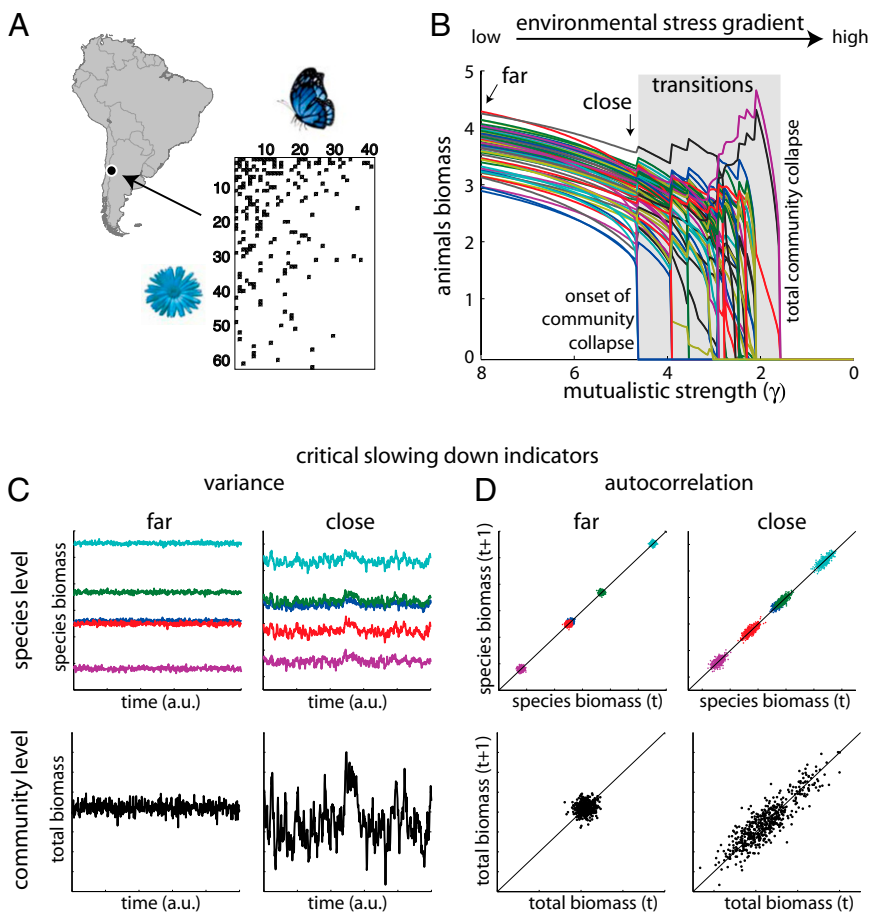 A
10 20 30 40
10
20
30
40
50
60
B
environmental stress gradient
low
high
transitions
far
close
onset of
community
collapse
total community collapse
animals biomass
5
4
3
2
1
0
8 6 4 2 0
mutualistic strength (γ)
critical slowing down indicators
C
variance
far close
species level
species biomass
time (a.u.) time (a.u.)
community level
total biomass
time (a.u.) time (a.u.)
D
autocorrelation
far close
species biomass (t+1)
species biomass (t) species biomass (t)
total biomass (t+1)
total biomass (t) total biomass (t)